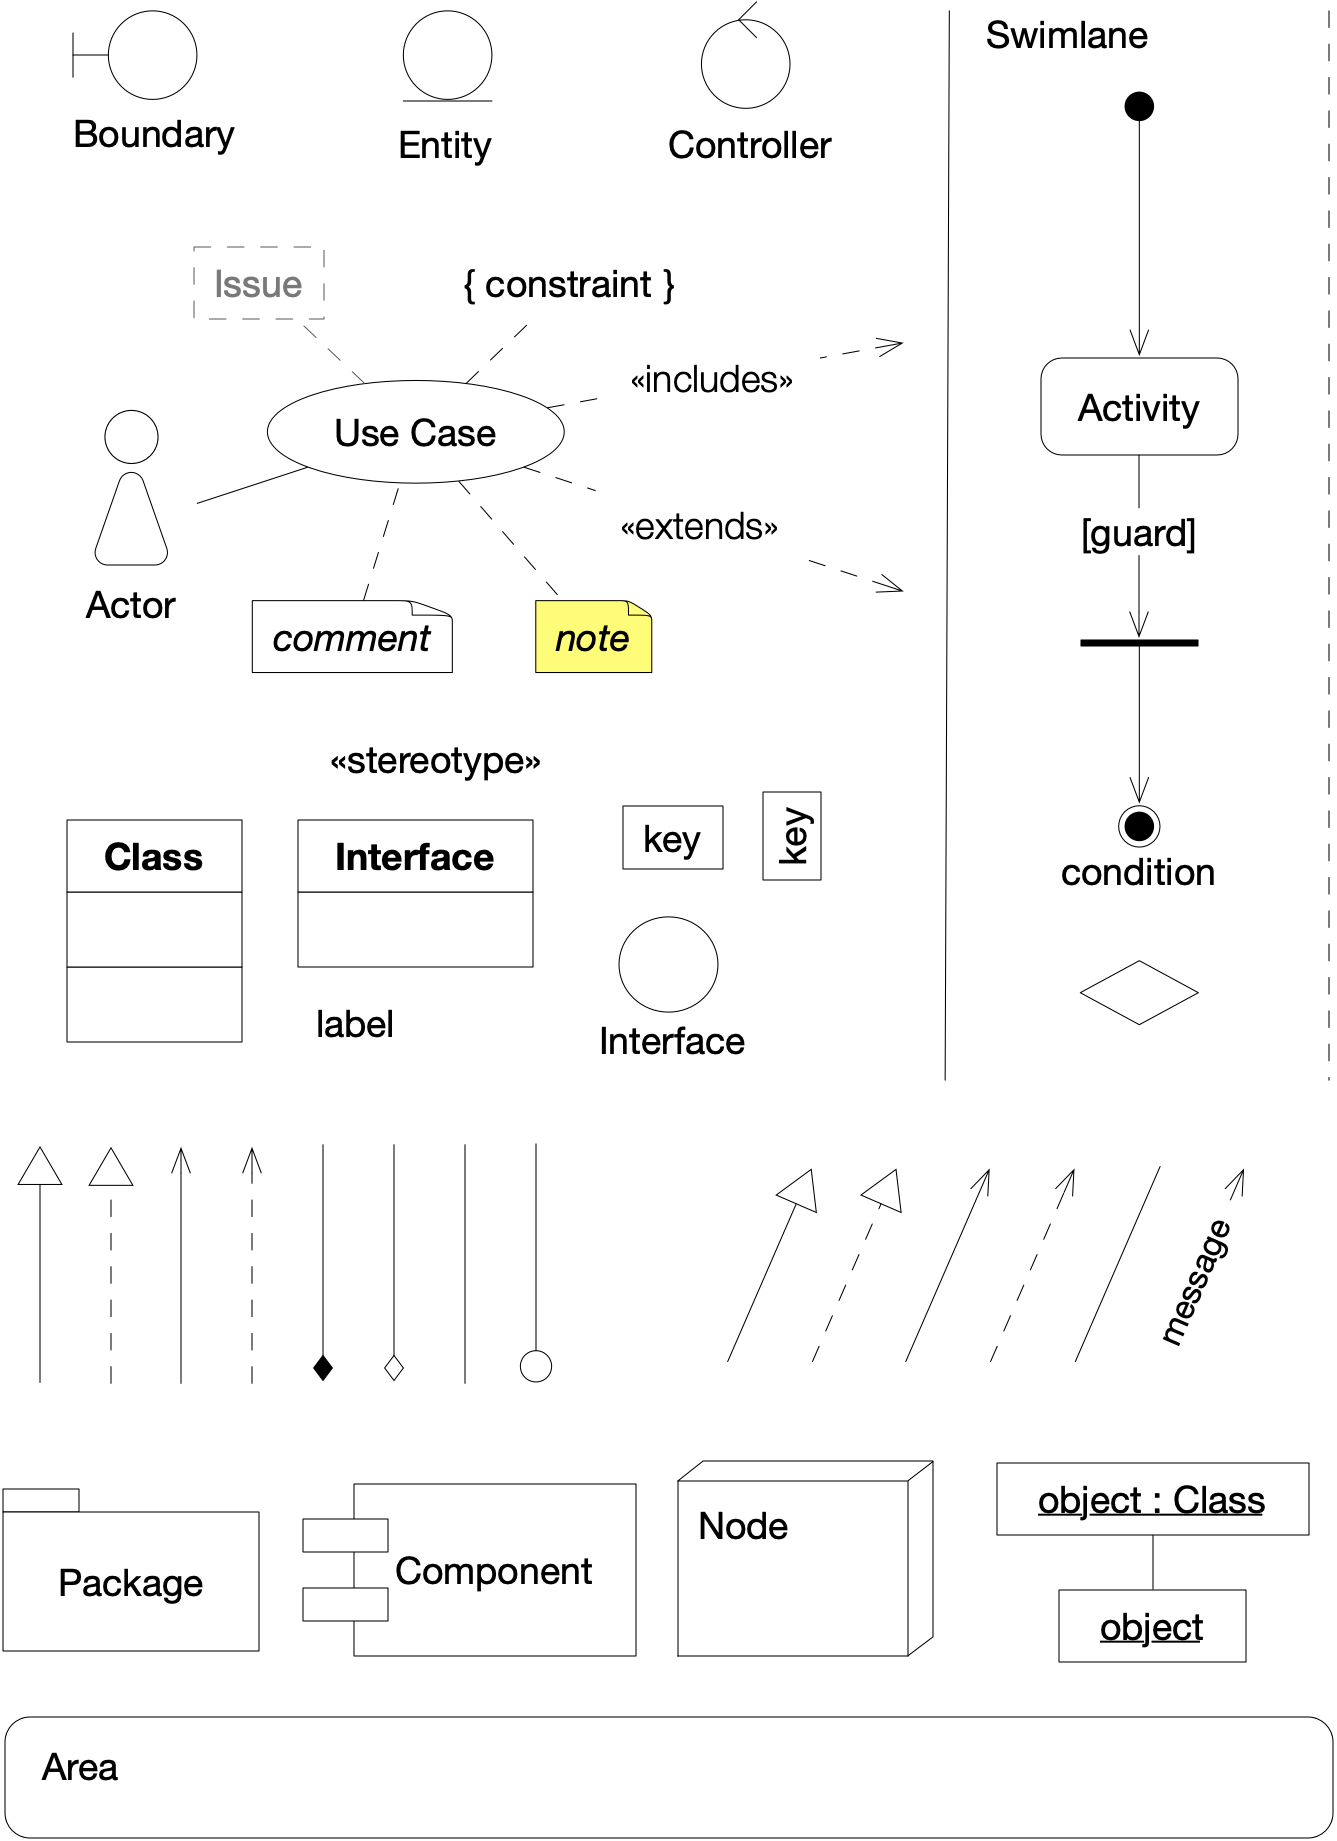 Swimlane
Boundary
Entity
Controller
Issue
{ constraint }
«includes»
Use Case
Activity
«extends»
[guard]
Actor
comment
note
«stereotype»
key
key
Class
Interface
condition
label
Interface
message
object : Class
Node
Component
Package
object
Area